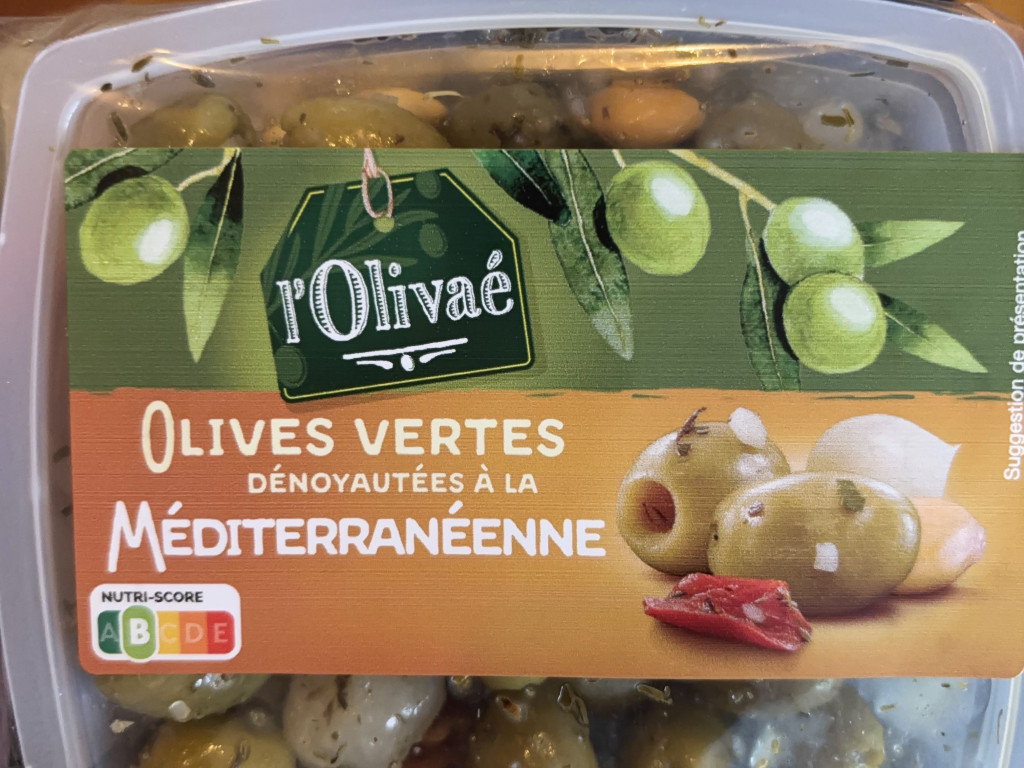 l'Olivaé
OLIVES VERTES
DÉNOYAUTÉES À LA
MÉDITERRANÉENNE
NUTRI-SCORE
A B C D E
Suggestion de présentation